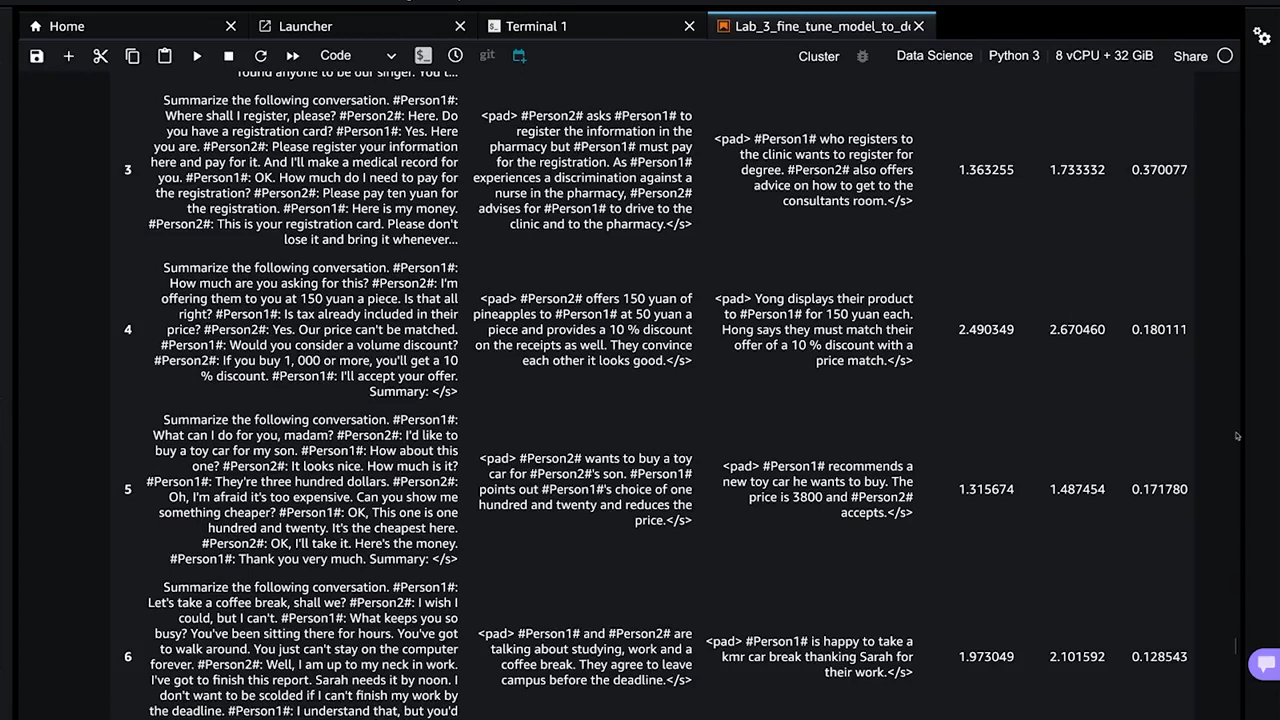 Home
Launcher
Terminal 1
Lab_3_fine_tune_model_to_de
Code
git
Cluster
Data Science
Python 3
8 vCPU + 32 GiB
Share
found anyone to be our singer. You t...
3
Summarize the following conversation. #Person1#:
Where shall I register, please? #Person2#: Here. Do
you have a registration card? #Person1#: Yes. Here
you are. #Person2#: Please register your information
here and pay for it. And I'll make a medical record for
you. #Person1#: OK. How much do I need to pay for
the registration? #Person2#: Please pay ten yuan for
the registration. #Person1#: Here is my money.
#Person2#: This is your registration card. Please don't
lose it and bring it whenever...
<pad> #Person2# asks #Person1# to
register the information in the
pharmacy but #Person1# must pay
for the registration. As #Person1#
experiences a discrimination against a
nurse in the pharmacy, #Person2#
advises for #Person1# to drive to the
clinic and to the pharmacy.</s>
<pad> #Person1# who registers to
the clinic wants to register for
degree. #Person2# also offers
advice on how to get to the
consultants room.</s>
1.363255
1.733332
0.370077
4
Summarize the following conversation. #Person1#:
How much are you asking for this? #Person2#: I'm
offering them to you at 150 yuan a piece. Is that all
right? #Person1#: Is tax already included in their
price? #Person2#: Yes. Our price can't be matched.
#Person1#: Would you consider a volume discount?
#Person2#: If you buy 1, 000 or more, you'll get a 10
% discount. #Person1#: I'll accept your offer.
Summary: </s>
<pad> #Person2# offers 150 yuan of
pineapples to #Person1# at 50 yuan a
piece and provides a 10 % discount
on the receipts as well. They convince
each other it looks good.</s>
<pad> Yong displays their product
to #Person1# for 150 yuan each.
Hong says they must match their
offer of a 10 % discount with a
price match.</s>
2.490349
2.670460
0.180111
5
Summarize the following conversation. #Person1#:
What can I do for you, madam? #Person2#: I'd like to
buy a toy car for my son. #Person1#: How about this
one? #Person2#: It looks nice. How much is it?
#Person1#: They're three hundred dollars. #Person2#:
Oh, I'm afraid it's too expensive. Can you show me
something cheaper? #Person1#: OK, This one is one
hundred and twenty. It's the cheapest here.
#Person2#: OK, I'll take it. Here's the money.
#Person1#: Thank you very much. Summary: </s>
<pad> #Person2# wants to buy a toy
car for #Person2#'s son. #Person1#
points out #Person1#'s choice of one
hundred and twenty and reduces the
price.</s>
<pad> #Person1# recommends a
new toy car he wants to buy. The
price is 3800 and #Person2#
accepts.</s>
1.315674
1.487454
0.171780
6
Summarize the following conversation. #Person1#:
Let's take a coffee break, shall we? #Person2#: I wish I
could, but I can't. #Person1#: What keeps you so
busy? You've been sitting there for hours. You've got
to walk around. You just can't stay on the computer
forever. #Person2#: Well, I am up to my neck in work.
I've got to finish this report. Sarah needs it by noon. I
don't want to be scolded if I can't finish my work by
the deadline. #Person1#: I understand that, but you'd
<pad> #Person1# and #Person2# are
talking about studying, work and a
coffee break. They agree to leave
campus before the deadline.</s>
<pad> #Person1# is happy to take a
kmr car break thanking Sarah for
their work.</s>
1.973049
2.101592
0.128543